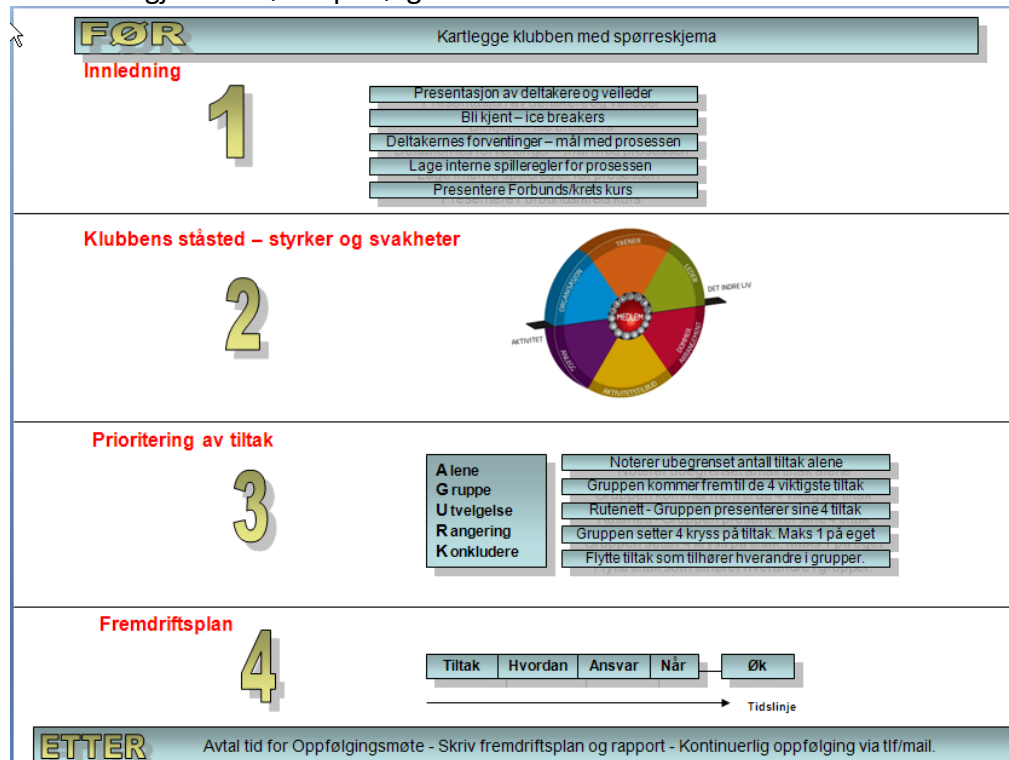 FØR
Kartlegge klubben med spørreskjema
Innledning
1
Presentasjon av deltakere og veileder
Bli kjent – ice breakers
Deltakernes forventinger – mål med prosessen
Lage interne spilleregler for prosessen
Presentere Forbunds/krets kurs
Klubbens ståsted – styrker og svakheter
2
TRENER
LEDER
ORGANISASJON
DET INDRE LIV
MEDLEM
AKTIVITET
ANLEGG
DOMMER
ARRANGEMENT
AKTIVITETSTILBUD
Prioritering av tiltak
3
Alene
Gruppe
Utvelgelse
Rangering
Konkludere
Noterer ubegrenset antall tiltak alene
Gruppen kommer frem til de 4 viktigste tiltak
Rutenett - Gruppen presenterer sine 4 tiltak
Gruppen setter 4 kryss på tiltak. Maks 1 på eget
Flytte tiltak som tilhører hverandre i grupper.
Fremdriftsplan
4
Tiltak Hvordan Ansvar Når Øk
Tidslinje
ETTER
Avtal tid for Oppfølgingsmøte - Skriv fremdriftsplan og rapport - Kontinuerlig oppfølging via tlf/mail.